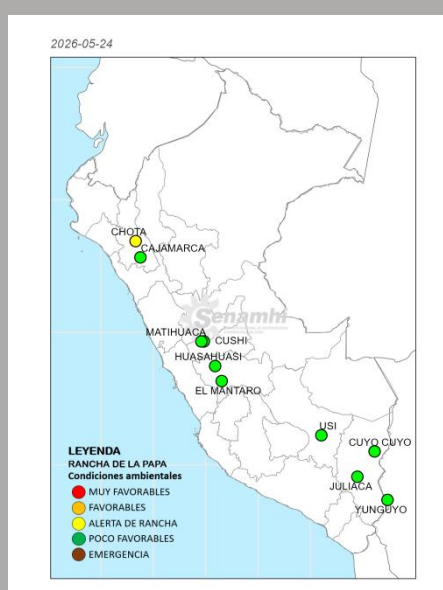 2026-05-24
CHOTA
CAJAMARCA
Senamhi
MATIHUACA
CUSHI
HUASAHUASI
EL MANTARO
USI
CUYO CUYO
JULIACA
YUNGUYO
LEYENDA
RANCHA DE LA PAPA
Condiciones ambientales
MUY FAVORABLES
FAVORABLES
ALERTA DE RANCHA
POCO FAVORABLES
EMERGENCIA